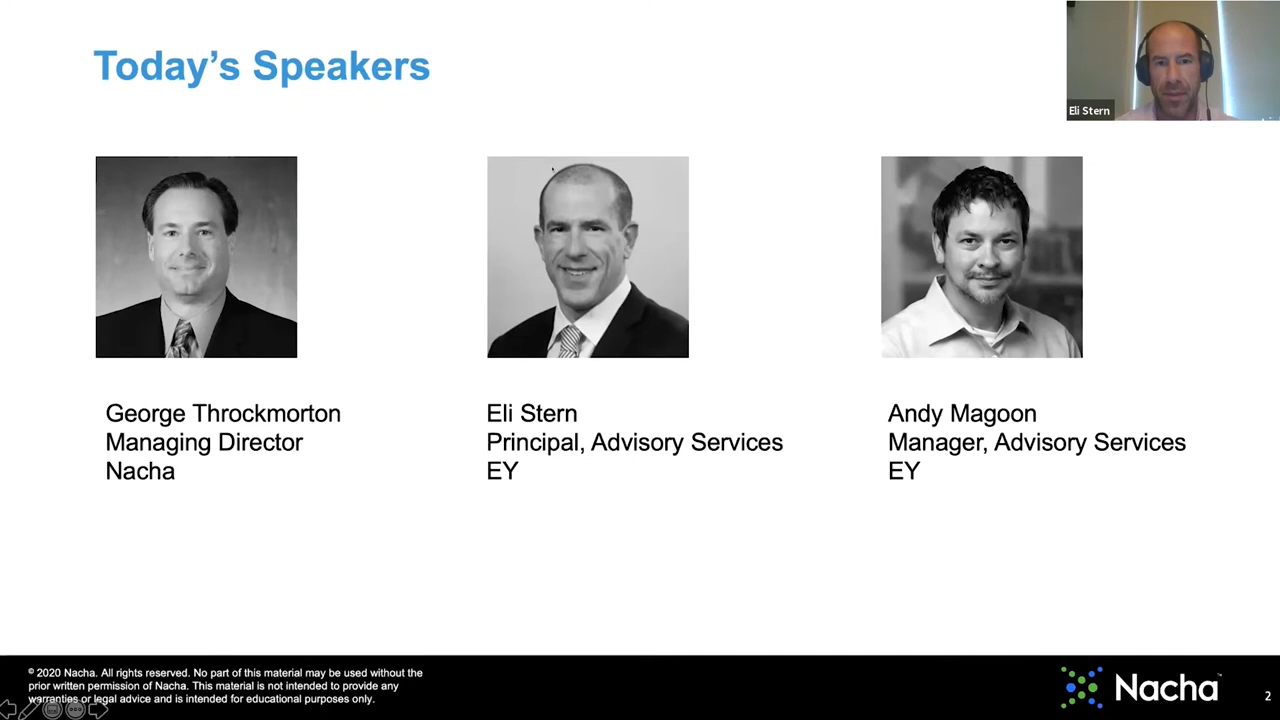 Today’s Speakers
Eli Stern
George Throckmorton
Managing Director
Nacha
Eli Stern
Principal, Advisory Services
EY
Andy Magoon
Manager, Advisory Services
EY
© 2020 Nacha. All rights reserved. No part of this material may be used without the
prior written permission of Nacha. This material is not intended to provide any
warranties or legal advice and is intended for educational purposes only.
Nacha™
2